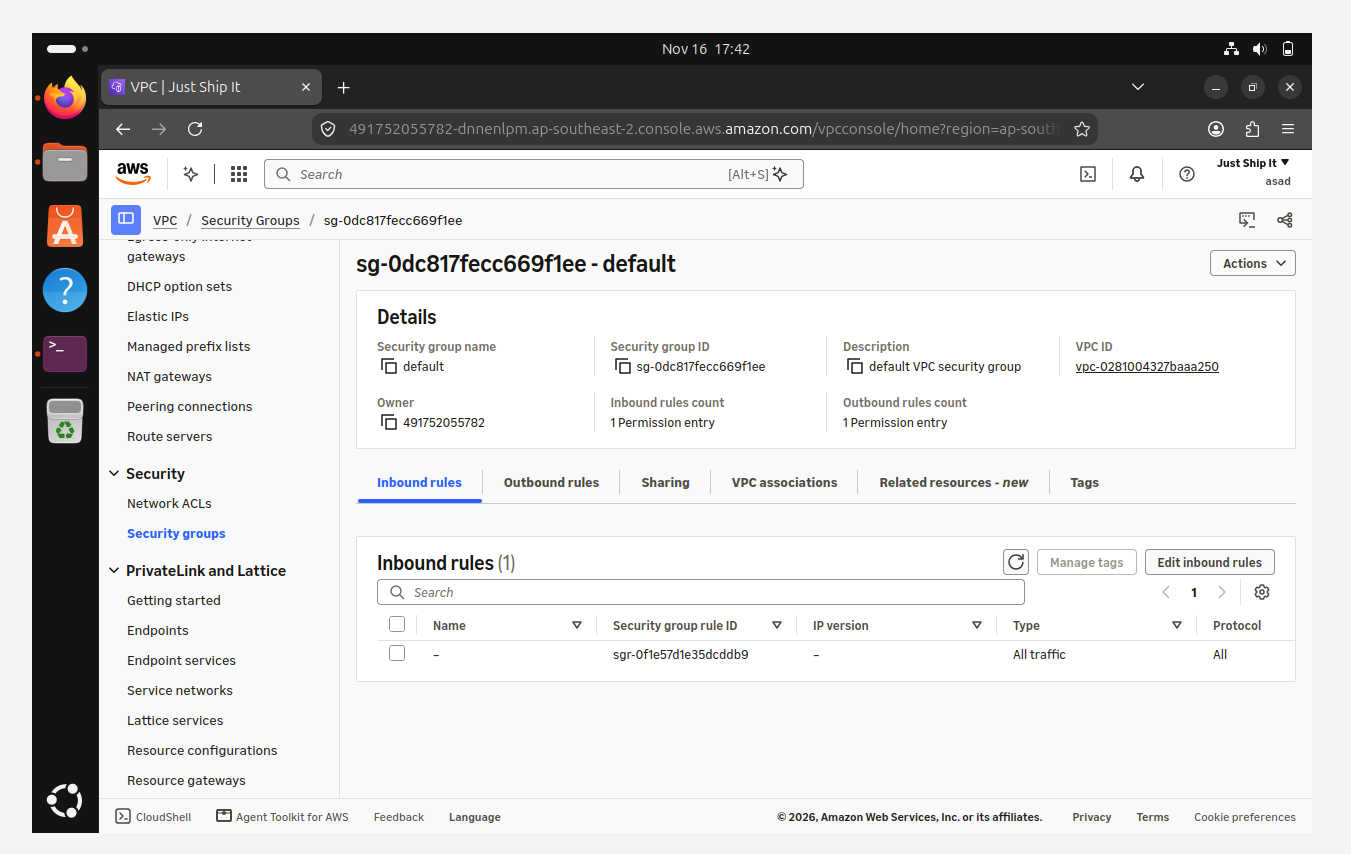 Nov 16 17:42
VPC | Just Ship It
491752055782-dnnenlpm.ap-southeast-2.console.aws.amazon.com/vpcconsole/home?region=ap-south
aws
Search
[Alt+S]
Just Ship It
asad
VPC / Security Groups / sg-0dc817fecc669f1ee
gateways
DHCP option sets
Elastic IPs
Managed prefix lists
NAT gateways
Peering connections
Route servers
Security
Network ACLs
Security groups
PrivateLink and Lattice
Getting started
Endpoints
Endpoint services
Service networks
Lattice services
Resource configurations
Resource gateways
sg-0dc817fecc669f1ee - default
Actions
Details
Security group name
default
Security group ID
sg-0dc817fecc669f1ee
Description
default VPC security group
VPC ID
vpc-0281004327baaa250
Owner
491752055782
Inbound rules count
1 Permission entry
Outbound rules count
1 Permission entry
Inbound rules
Outbound rules
Sharing
VPC associations
Related resources - new
Tags
Inbound rules (1)
Manage tags
Edit inbound rules
Search
1
Name
Security group rule ID
IP version
Type
Protocol
–
sgr-0f1e57d1e35dcddb9
–
All traffic
All
CloudShell
Agent Toolkit for AWS
Feedback
Language
© 2026, Amazon Web Services, Inc. or its affiliates.
Privacy
Terms
Cookie preferences